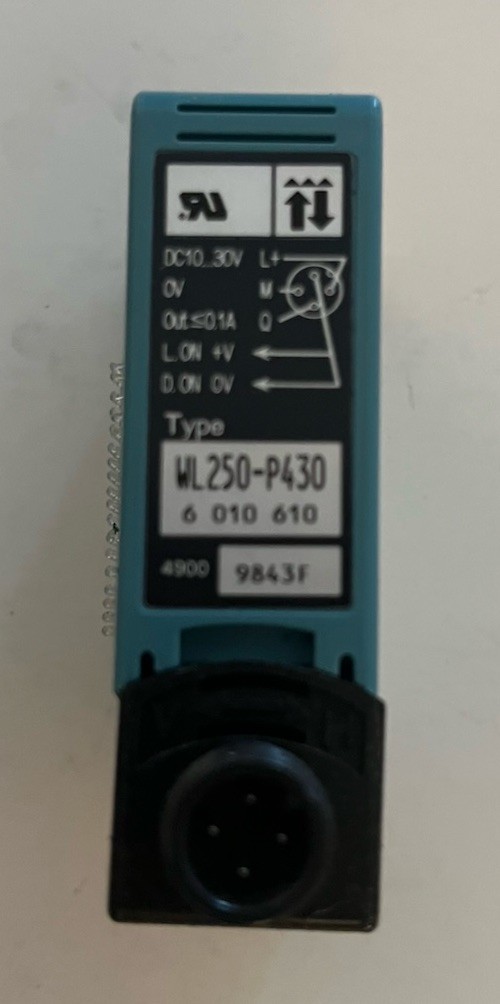 DC10...30V L+
0V M
Out≤0.1A Q
L.ON +V
D.ON 0V
Type
WL250-P430
6 010 610
4900 9843F